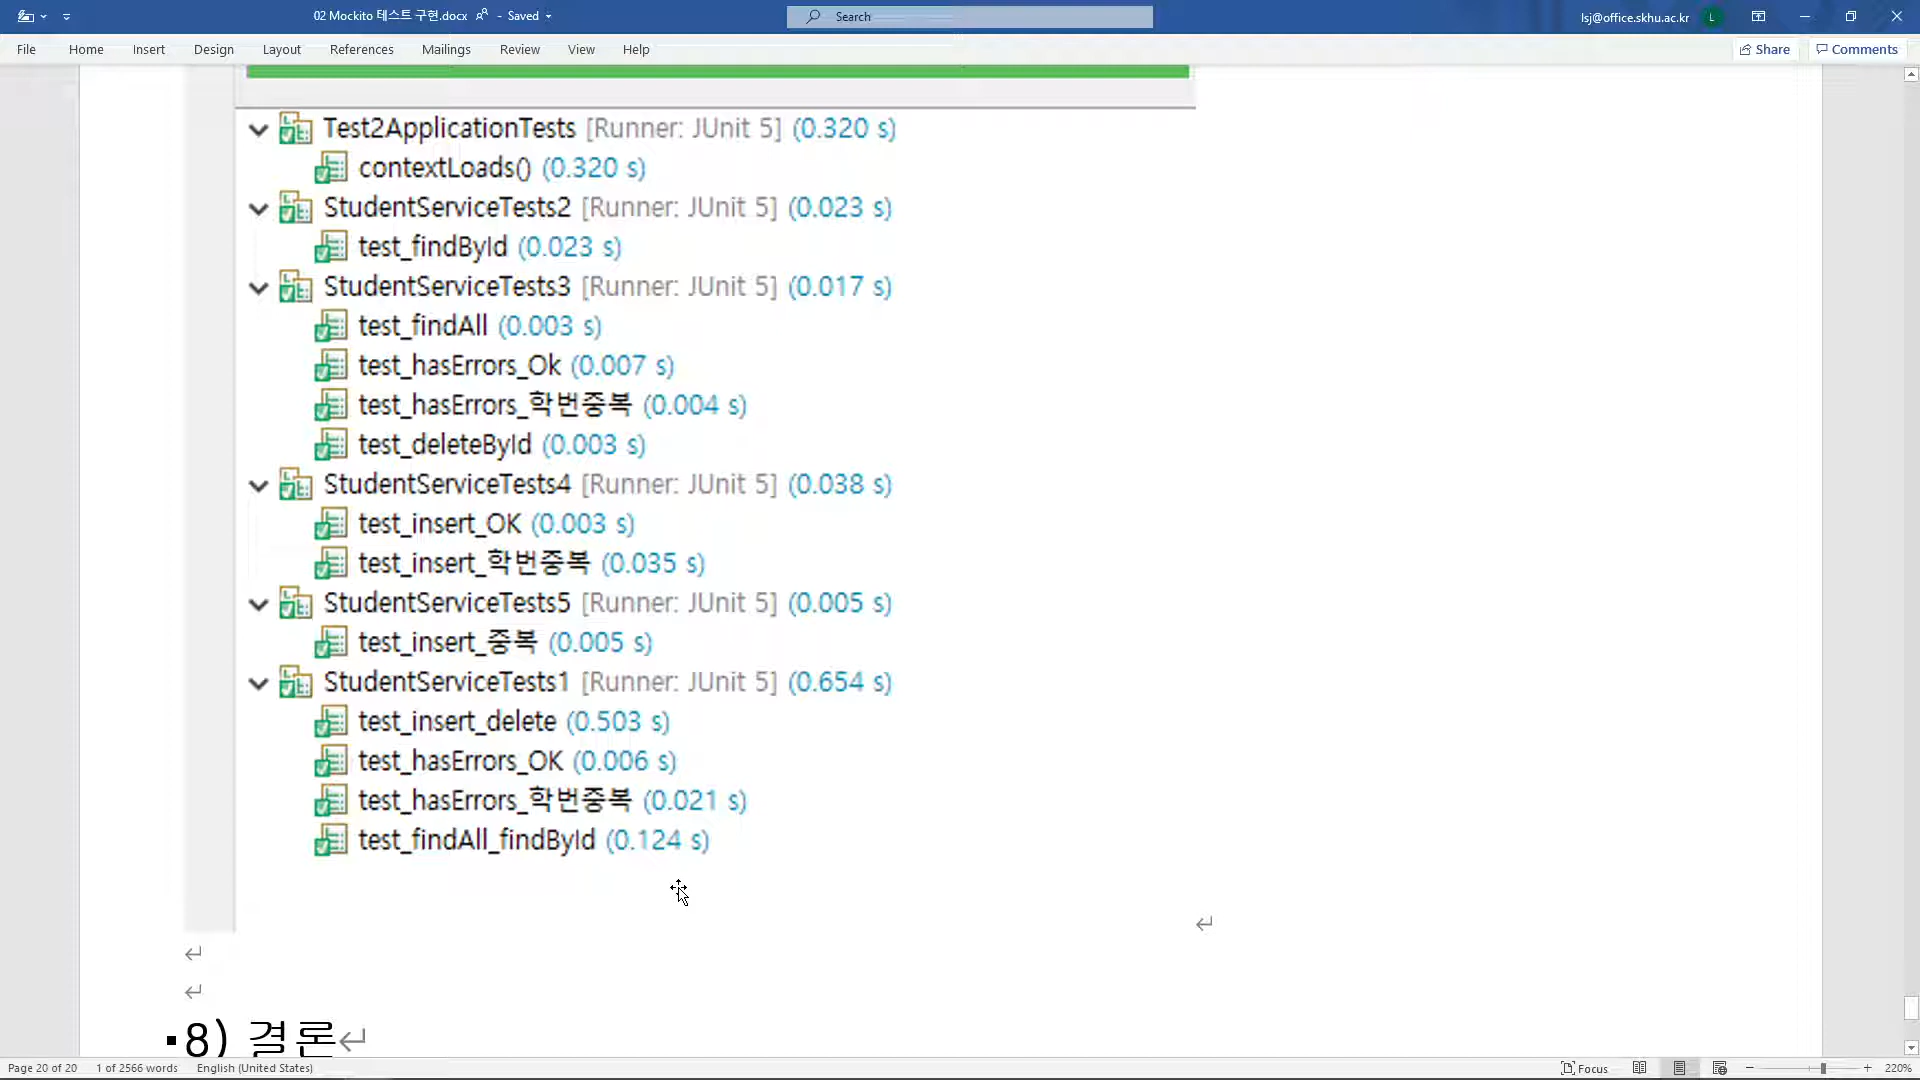 02 Mockito 테스트 구현.docx - Saved
Search
lsj@office.skhu.ac.kr
L
File Home Insert Design Layout References Mailings Review View Help
Share Comments
Test2ApplicationTests [Runner: JUnit 5] (0.320 s)
contextLoads() (0.320 s)
StudentServiceTests2 [Runner: JUnit 5] (0.023 s)
test_findById (0.023 s)
StudentServiceTests3 [Runner: JUnit 5] (0.017 s)
test_findAll (0.003 s)
test_hasErrors_Ok (0.007 s)
test_hasErrors_학번중복 (0.004 s)
test_deleteById (0.003 s)
StudentServiceTests4 [Runner: JUnit 5] (0.038 s)
test_insert_OK (0.003 s)
test_insert_학번중복 (0.035 s)
StudentServiceTests5 [Runner: JUnit 5] (0.005 s)
test_insert_중복 (0.005 s)
StudentServiceTests1 [Runner: JUnit 5] (0.654 s)
test_insert_delete (0.503 s)
test_hasErrors_OK (0.006 s)
test_hasErrors_학번중복 (0.021 s)
test_findAll_findById (0.124 s)
8) 결론
Page 20 of 20 1 of 2566 words English (United States)
Focus
220%